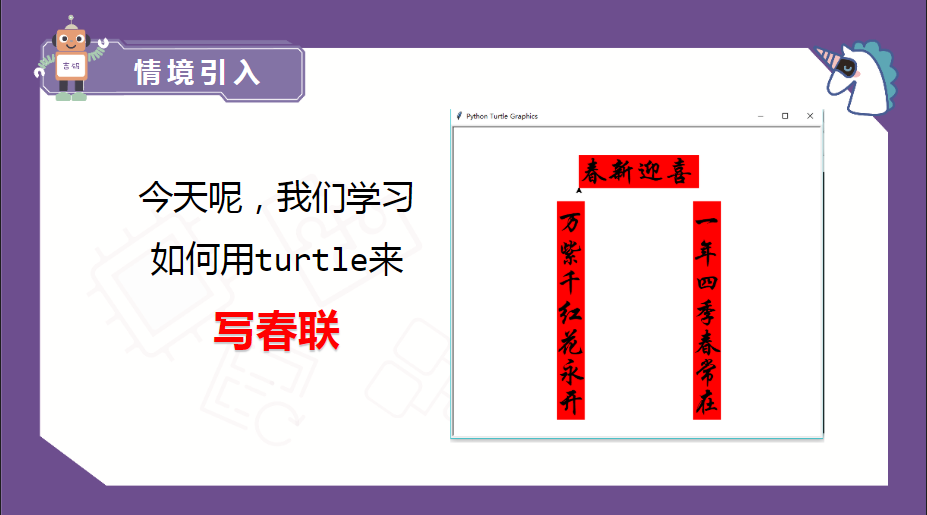 情境引入
今天呢，我们学习
如何用turtle来
写春联
Python Turtle Graphics
春新迎喜
一年四季春常在
万紫千红花永开